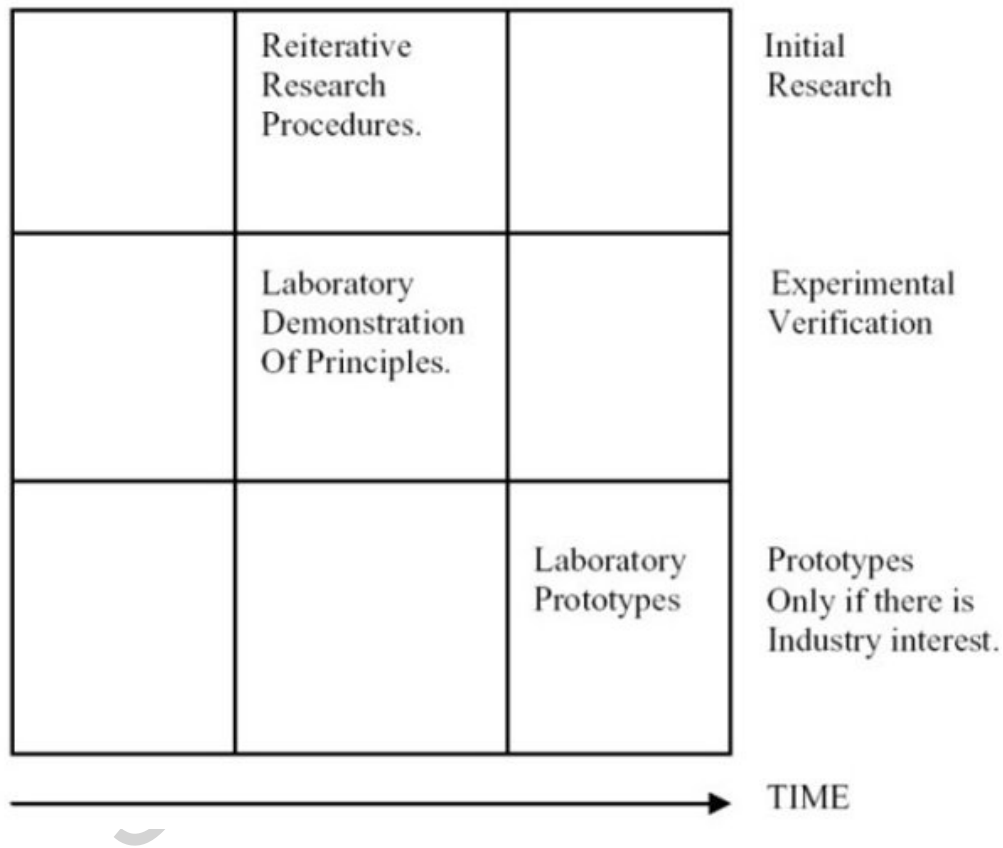 Reiterative
Research
Procedures.
Initial
Research
Laboratory
Demonstration
Of Principles.
Experimental
Verification
Laboratory
Prototypes
Prototypes
Only if there is
Industry interest.
TIME